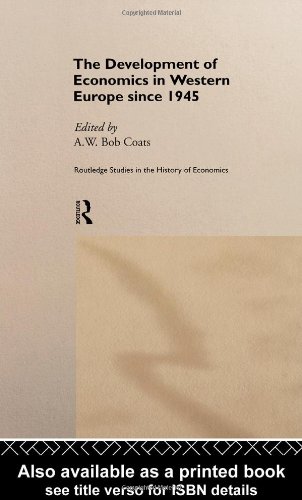 The Development of
Economics in Western
Europe since 1945
Edited by
A.W. Bob Coats
Routledge Studies in the History of Economics
R
ROUTLEDGE
Also available as a printed book
see title verso for ISBN details